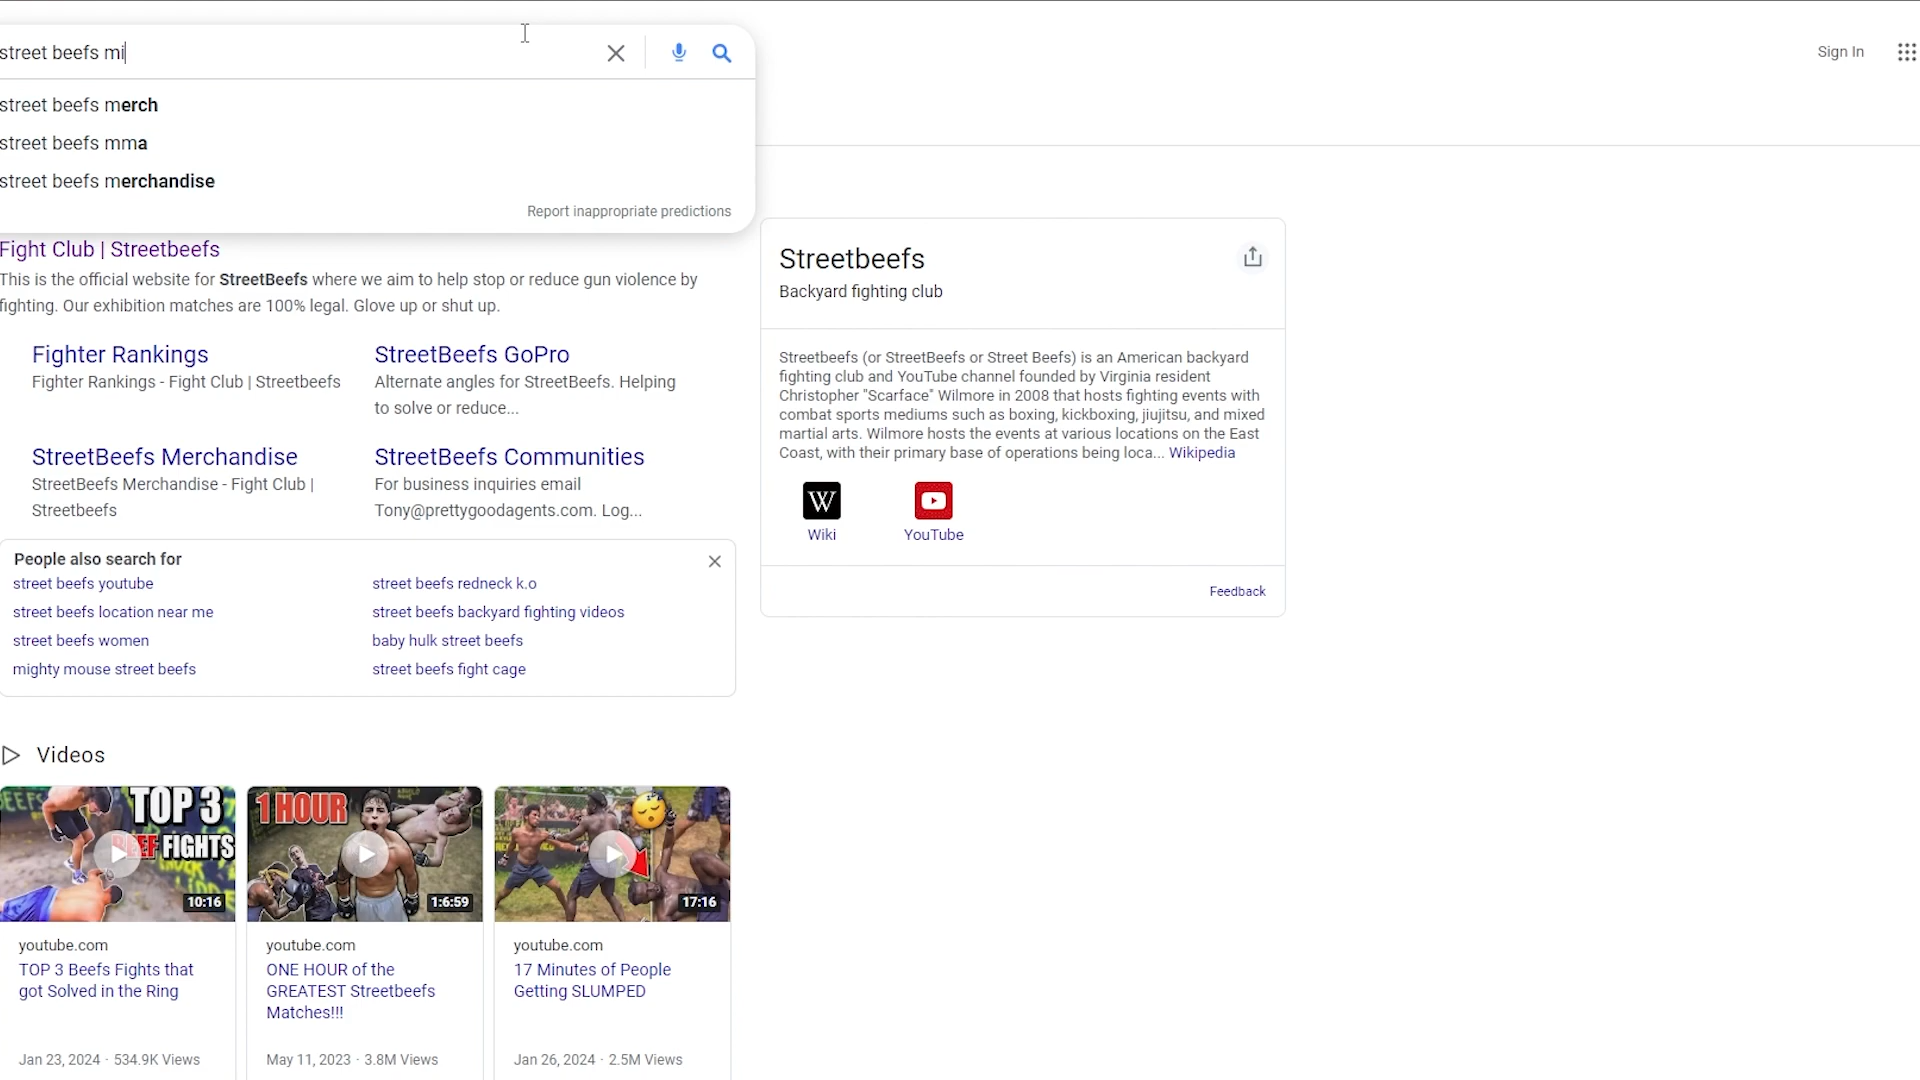 street beefs mi
Sign In
street beefs merch
street beefs mma
street beefs merchandise
Report inappropriate predictions
Fight Club | Streetbeefs
This is the official website for StreetBeefs where we aim to help stop or reduce gun violence by
fighting. Our exhibition matches are 100% legal. Glove up or shut up.
Fighter Rankings
Fighter Rankings - Fight Club | Streetbeefs
StreetBeefs GoPro
Alternate angles for StreetBeefs. Helping
to solve or reduce...
StreetBeefs Merchandise
StreetBeefs Merchandise - Fight Club |
Streetbeefs
StreetBeefs Communities
For business inquiries email
Tony@prettygoodagents.com. Log...
People also search for
street beefs youtube
street beefs location near me
street beefs women
mighty mouse street beefs
street beefs redneck k.o
street beefs backyard fighting videos
baby hulk street beefs
street beefs fight cage
Streetbeefs
Backyard fighting club
Streetbeefs (or StreetBeefs or Street Beefs) is an American backyard
fighting club and YouTube channel founded by Virginia resident
Christopher "Scarface" Wilmore in 2008 that hosts fighting events with
combat sports mediums such as boxing, kickboxing, jiujitsu, and mixed
martial arts. Wilmore hosts the events at various locations on the East
Coast, with their primary base of operations being loca... Wikipedia
W
Wiki
YouTube
Feedback
Videos
TOP 3
BEEF FIGHTS
10:16
youtube.com
TOP 3 Beefs Fights that
got Solved in the Ring
Jan 23, 2024 · 534.9K Views
1 HOUR
1:6:59
youtube.com
ONE HOUR of the
GREATEST Streetbeefs
Matches!!!
May 11, 2023 · 3.8M Views
17:16
youtube.com
17 Minutes of People
Getting SLUMPED
Jan 26, 2024 · 2.5M Views